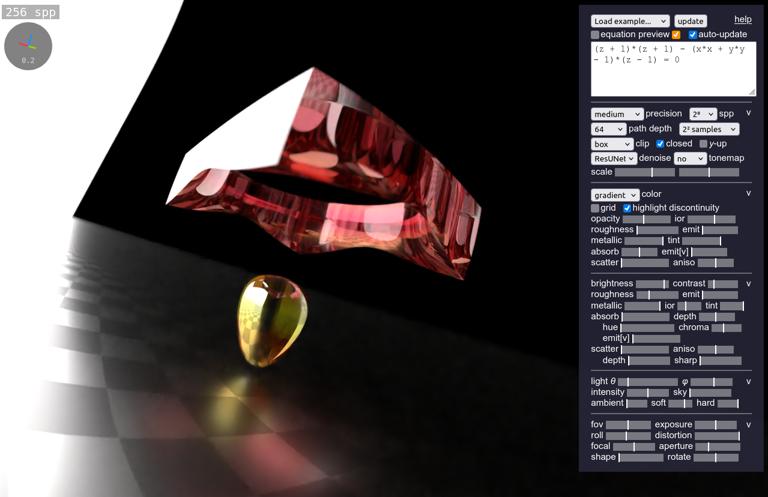 256 spp
0.2
Load example... update help
equation preview auto-update
(z + 1)*(z + 1) - (x*x + y*y
- 1)*(z - 1) = 0
medium precision 2⁸ spp v
64 path depth 2² samples
box clip closed y-up
ResUNet denoise no tonemap
scale
gradient color v
grid highlight discontinuity
opacity ior
roughness emit
metallic tint
absorb emit[v]
scatter aniso
brightness contrast v
roughness emit
metallic ior tint
absorb depth
hue chroma
emit[v]
scatter aniso
depth sharp
light θ φ v
intensity sky
ambient soft hard
fov exposure v
roll distortion
focal aperture
shape rotate